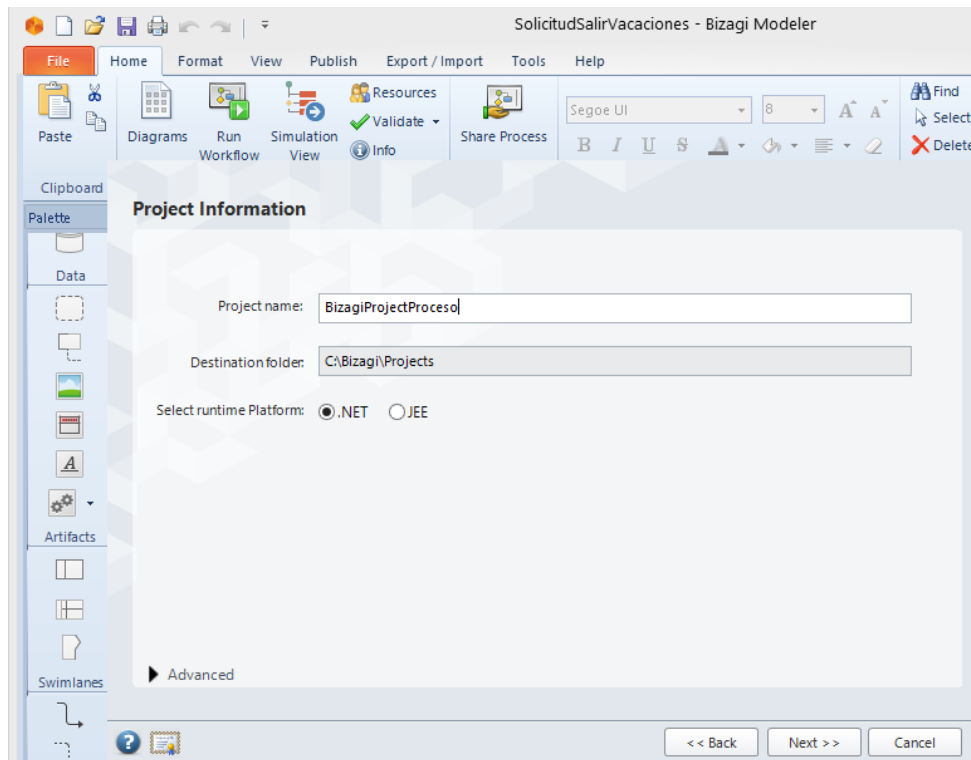 SolicitudSalirVacaciones - Bizagi Modeler
File Home Format View Publish Export / Import Tools Help
Paste
Clipboard
Diagrams
Run
Workflow
Simulation
View
Resources
Validate
Info
Share Process
Segoe UI 8 A A
B I U S A
Find
Select
Delete
Palette
Data
Artifacts
Swimlanes
Project Information
Project name: BizagiProjectProceso
Destination folder: C:\Bizagi\Projects
Select runtime Platform: .NET JEE
Advanced
<< Back Next >> Cancel